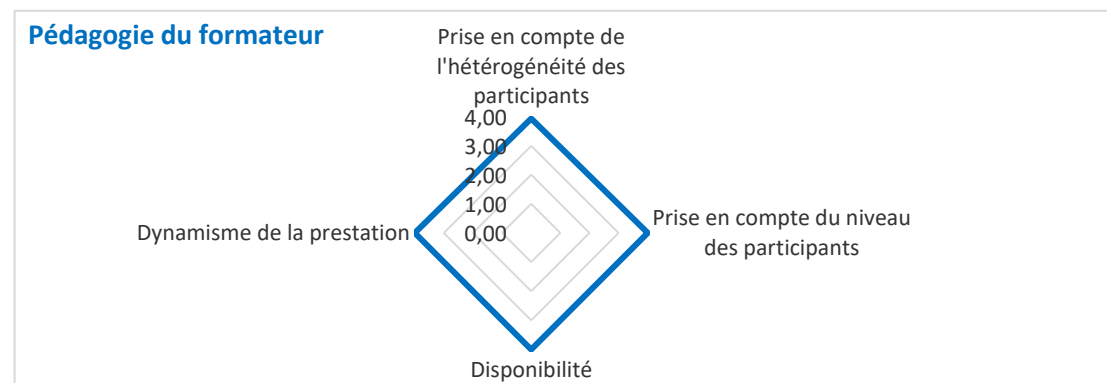 Pédagogie du formateur
Prise en compte de
l'hétérogénéité des
participants
4,00
3,00
2,00
1,00
0,00
Dynamisme de la prestation
Prise en compte du niveau
des participants
Disponibilité